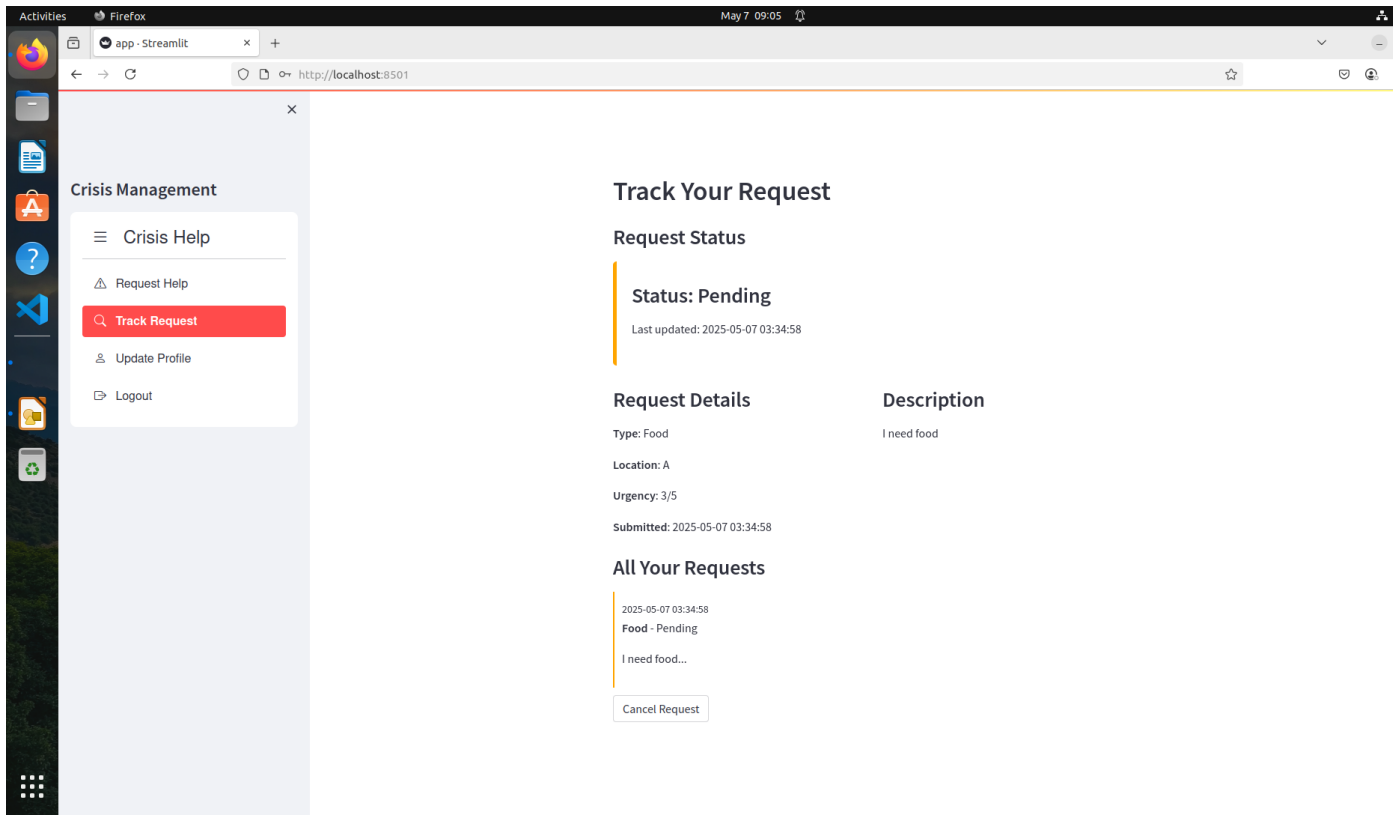 Activities Firefox May 7 09:05
app - Streamlit
http://localhost:8501
Crisis Management
Crisis Help
Request Help
Track Request
Update Profile
Logout
Track Your Request
Request Status
Status: Pending
Last updated: 2025-05-07 03:34:58
Request Details
Type: Food
Location: A
Urgency: 3/5
Submitted: 2025-05-07 03:34:58
Description
I need food
All Your Requests
2025-05-07 03:34:58
Food - Pending
I need food...
Cancel Request